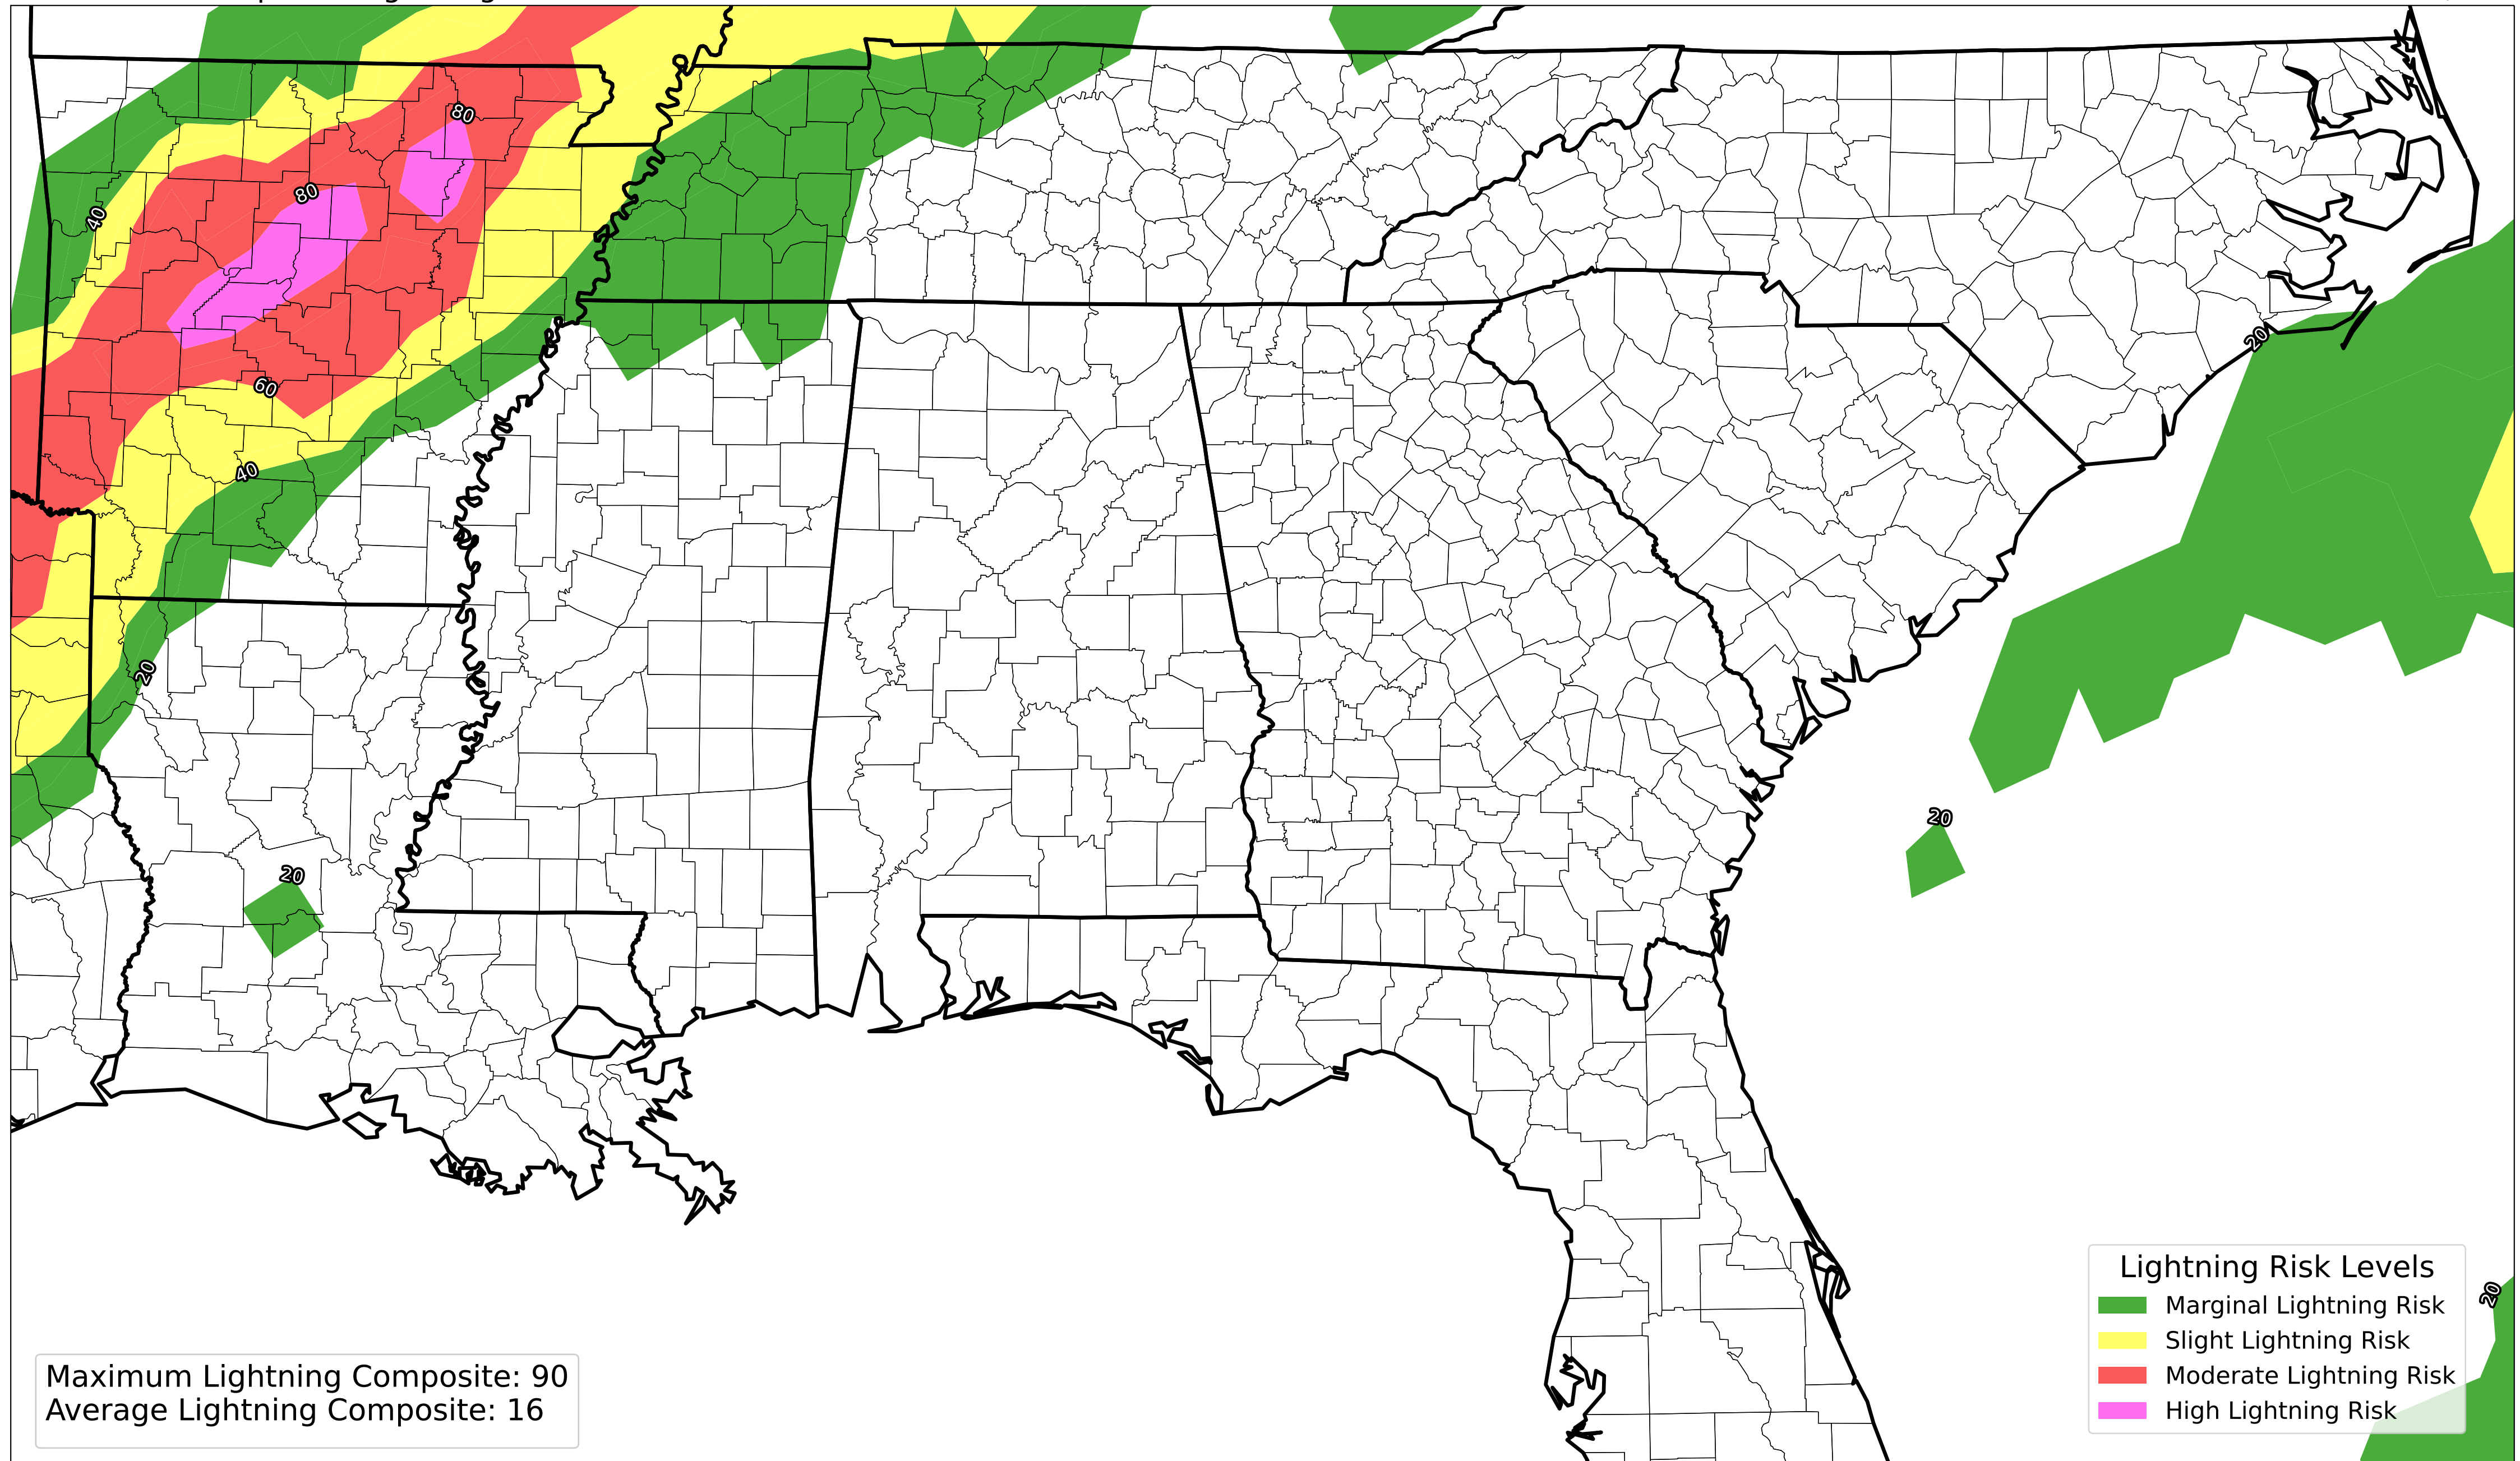 80
80
40
20
60
40
20
20
20
20
Lightning Risk Levels
Marginal Lightning Risk
Slight Lightning Risk
Moderate Lightning Risk
High Lightning Risk
Maximum Lightning Composite: 90
Average Lightning Composite: 16